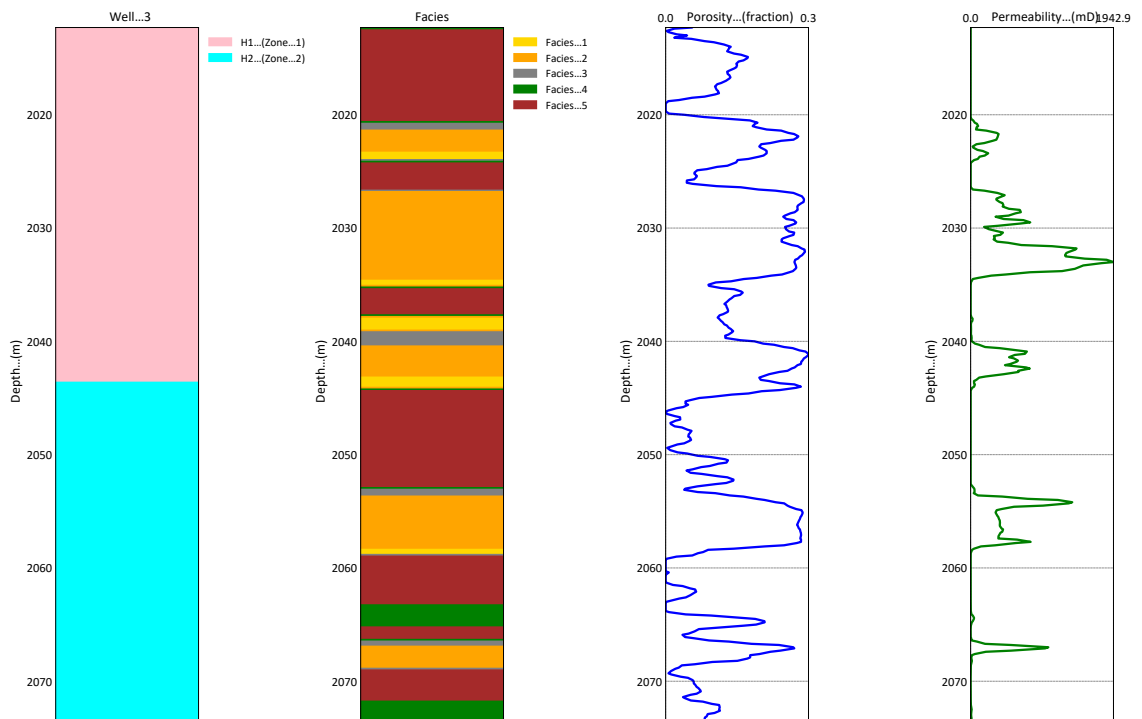 Well...3
H1...(Zone...1)
H2...(Zone...2)
2020
2030
2040
2050
2060
2070
Depth...(m)
Facies
Facies...1
Facies...2
Facies...3
Facies...4
Facies...5
2020
2030
2040
2050
2060
2070
Depth...(m)
0.0 Porosity...(fraction) 0.3
2020
2030
2040
2050
2060
2070
Depth...(m)
0.0 Permeability...(mD) 1942.9
2020
2030
2040
2050
2060
2070
Depth...(m)